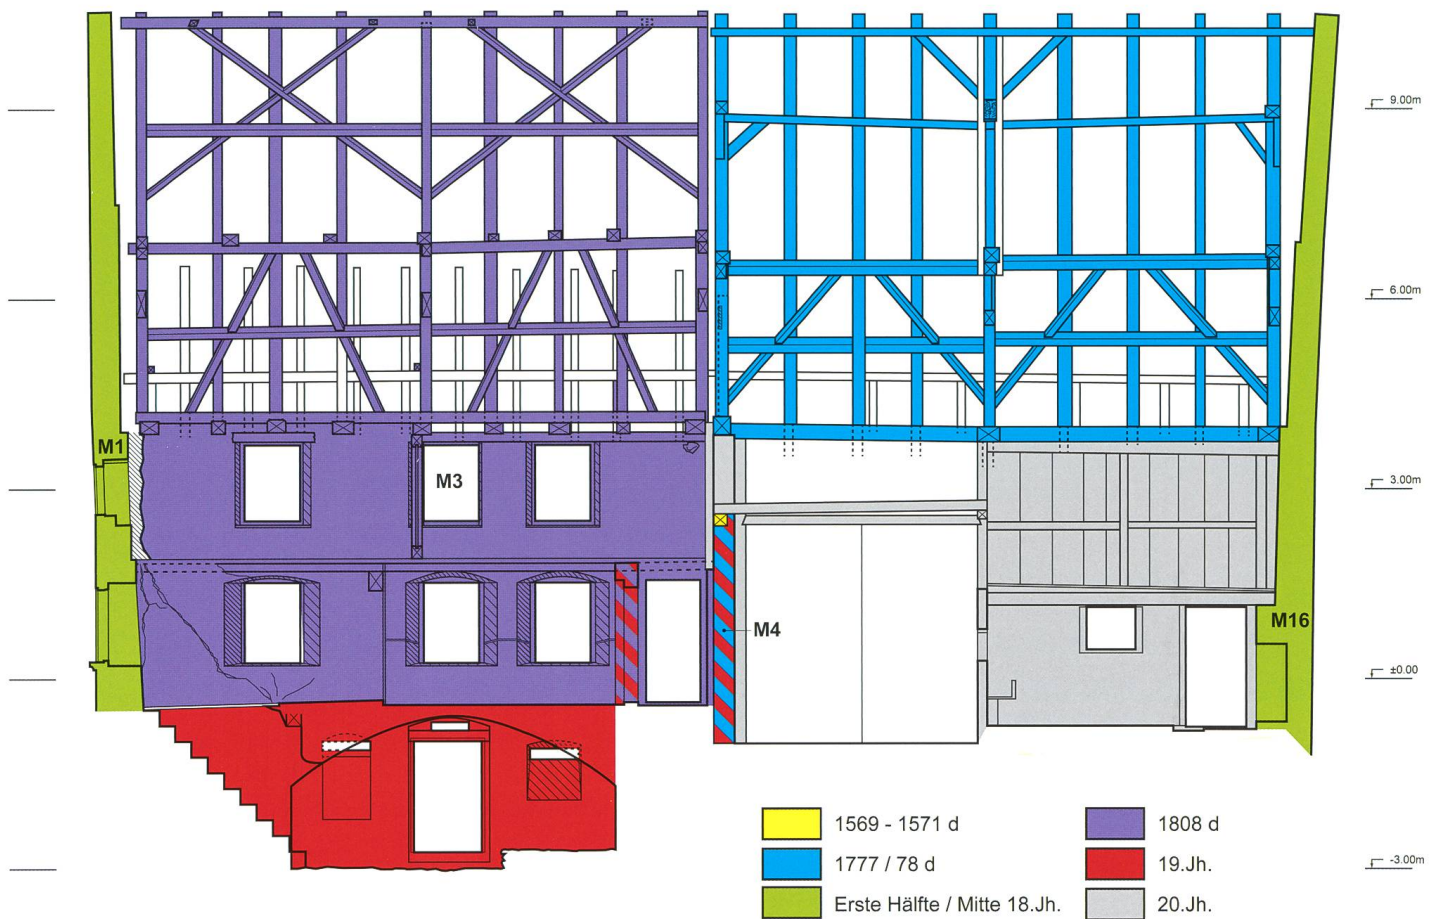 9.00m
6.00m
M1
M3
3.00m
M4
M16
±0.00
1569 - 1571 d
1808 d
1777 / 78 d
19.Jh.
-3.00m
Erste Hälfte / Mitte 18.Jh.
20.Jh.